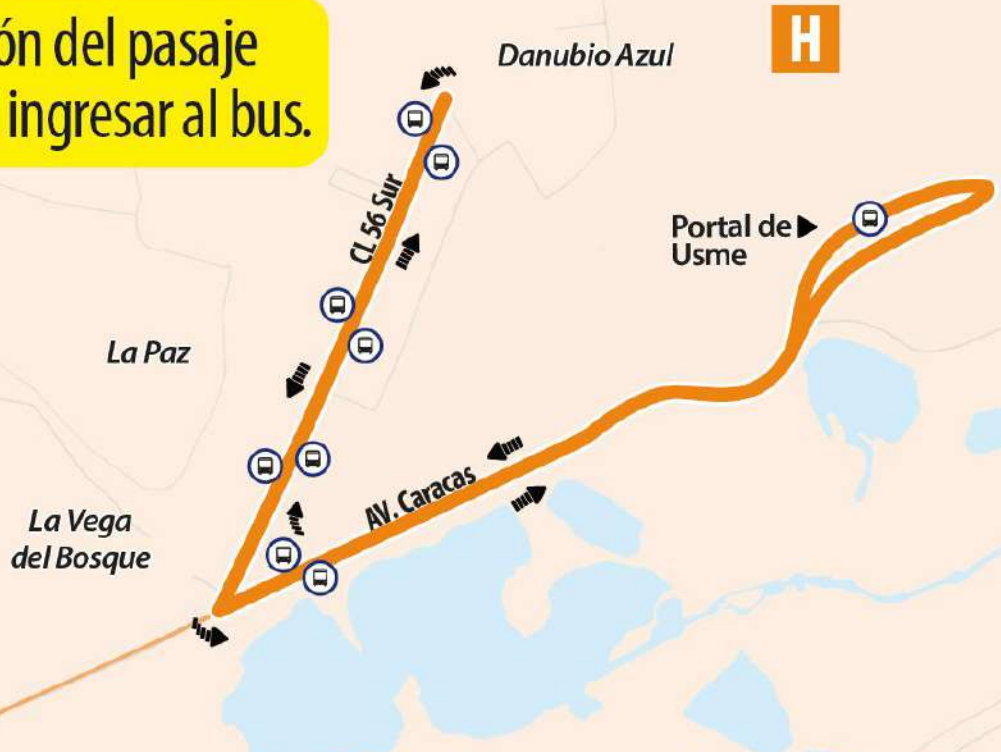 ón del pasaje
ingresar al bus.
Danubio Azul
H
CL 56 Sur
Portal de
Usme
La Paz
AV. Caracas
La Vega
del Bosque